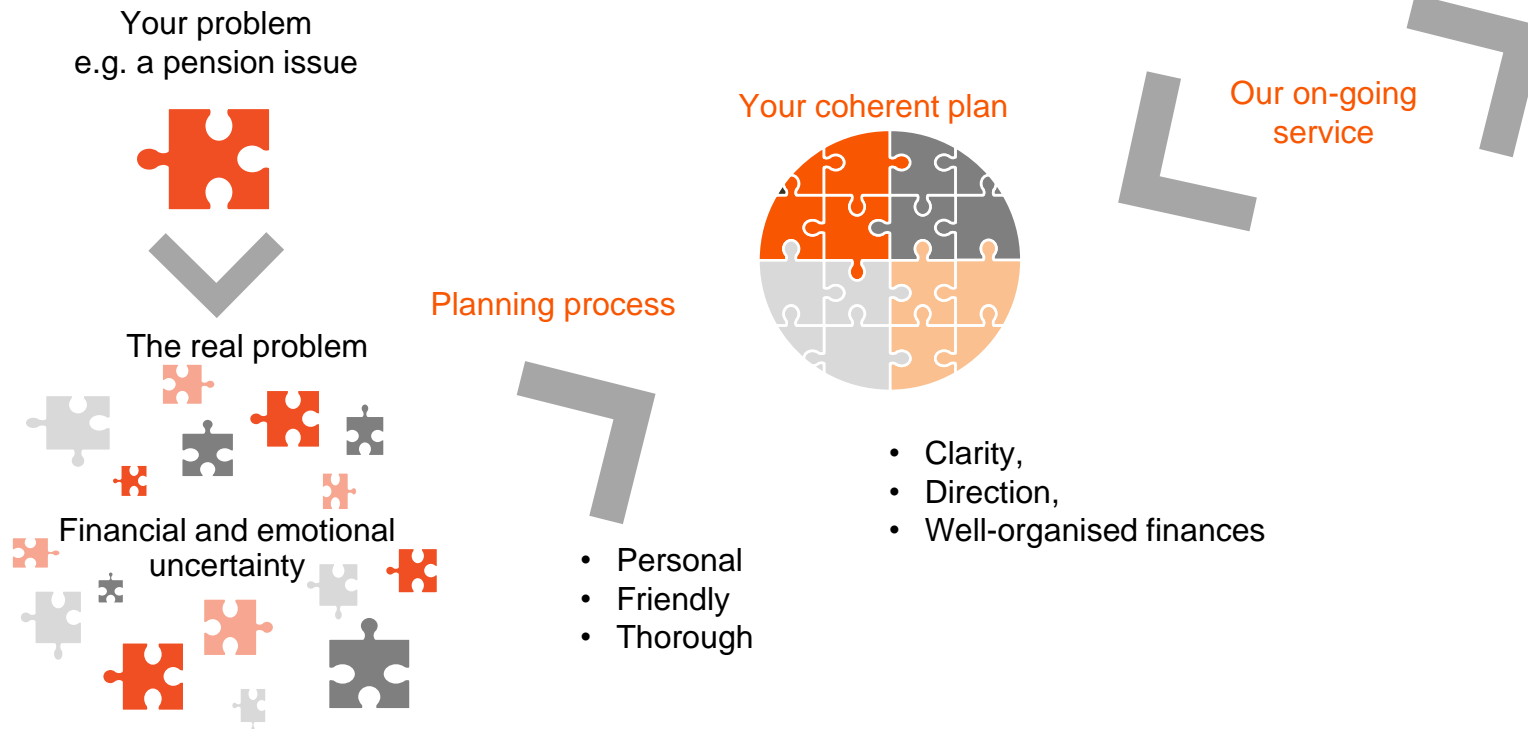 Your problem
e.g. a pension issue
The real problem
Financial and emotional
uncertainty
Planning process
• Personal
• Friendly
• Thorough
Your coherent plan
• Clarity,
• Direction,
• Well-organised finances
Our on-going
service